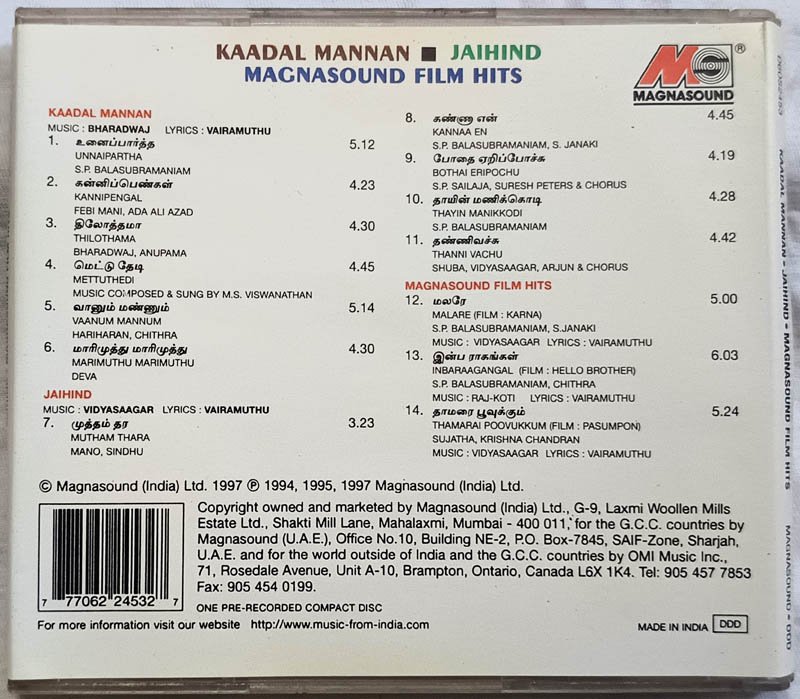 KAADAL MANNAN ■ JAIHIND
MAGNASOUND FILM HITS
MG®
MAGNASOUND
KAADAL MANNAN
MUSIC : BHARADWAJ LYRICS : VAIRAMUTHU
1. உனைப்பார்த்த 5.12
UNNAIPARTHA
S.P. BALASUBRAMANIAM
2. கன்னிப்பெண்கள் 4.23
KANNIPENGAL
FEBI MANI, ADA ALI AZAD
3. திலோத்தமா 4.30
THILOTHAMA
BHARADWAJ, ANUPAMA
4. மெட்டு தேடி 4.45
METTUTHEDI
MUSIC COMPOSED & SUNG BY M.S. VISWANATHAN
5. வானும் மண்ணும் 5.14
VAANUM MANNUM
HARIHARAN, CHITHRA
6. மாரிமுத்து மாரிமுத்து 4.30
MARIMUTHU MARIMUTHU
DEVA
JAIHIND
MUSIC : VIDYASAAGAR LYRICS : VAIRAMUTHU
7. முத்தம் தர 3.23
MUTHAM THARA
MANO, SINDHU
8. கண்ணா என் 4.45
KANNAA EN
S.P. BALASUBRAMANIAM, S. JANAKI
9. போதை ஏறிப்போச்சு 4.19
BOTHAI ERIPOCHU
S.P. SAILAJA, SURESH PETERS & CHORUS
10. தாயின் மணிக்கொடி 4.28
THAYIN MANIKKODI
S.P. BALASUBRAMANIAM
11. தண்ணிவச்சு 4.42
THANNI VACHU
SHUBA, VIDYASAAGAR, ARJUN & CHORUS
MAGNASOUND FILM HITS
12. மலரே 5.00
MALARE (FILM : KARNA)
S.P. BALASUBRAMANIAM, S.JANAKI
MUSIC : VIDYASAAGAR LYRICS : VAIRAMUTHU
13. இன்ப ராகங்கள் 6.03
INBARAAGANGAL (FILM : HELLO BROTHER)
S.P. BALASUBRAMANIAM, CHITHRA
MUSIC : RAJ-KOTI LYRICS : VAIRAMUTHU
14. தாமரை பூவுக்கும் 5.24
THAMARAI POOVUKKUM (FILM : PASUMPON)
SUJATHA, KRISHNA CHANDRAN
MUSIC : VIDYASAAGAR LYRICS : VAIRAMUTHU
© Magnasound (India) Ltd. 1997 ℗ 1994, 1995, 1997 Magnasound (India) Ltd.
Copyright owned and marketed by Magnasound (India) Ltd., G-9, Laxmi Woollen Mills
Estate Ltd., Shakti Mill Lane, Mahalaxmi, Mumbai - 400 011, for the G.C.C. countries by
Magnasound (U.A.E.), Office No.10, Building NE-2, P.O. Box-7845, SAIF-Zone, Sharjah,
U.A.E. and for the world outside of India and the G.C.C. countries by OMI Music Inc.,
71, Rosedale Avenue, Unit A-10, Brampton, Ontario, Canada L6X 1K4. Tel: 905 457 7853
Fax: 905 454 0199.
7 77062 24532 7
ONE PRE-RECORDED COMPACT DISC
For more information visit our website http://www.music-from-india.com
MADE IN INDIA DDD
KAADAL MANNAN - JAIHIND - MAGNASOUND FILM HITS
MAGNASOUND - DDD